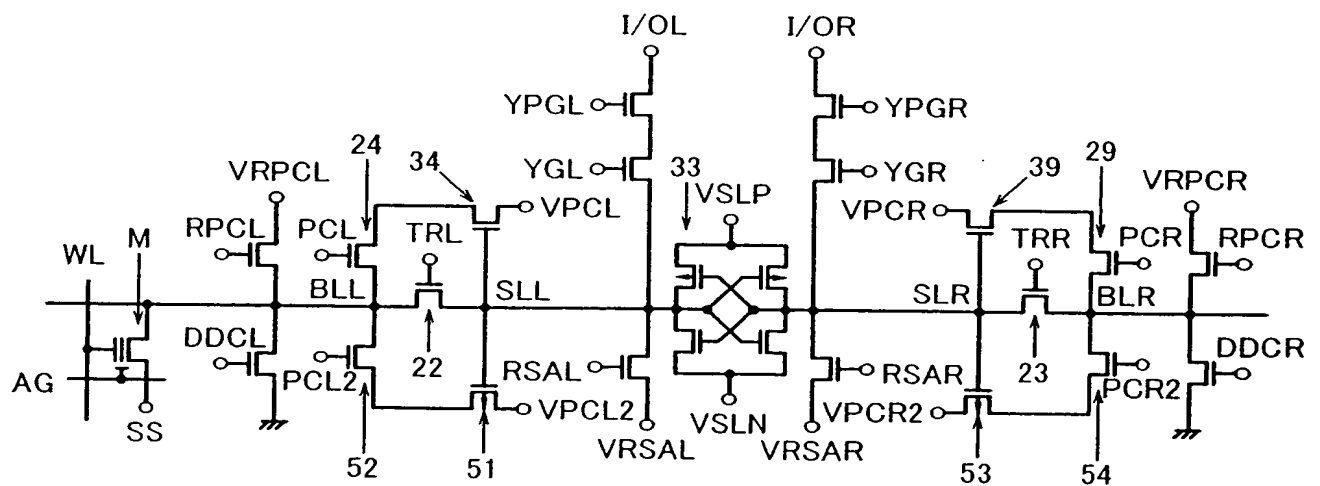 I/OL I/OR
YPGL YPGR
24 34 YGL 33 YGR 39 29
VRPCL VSLP VRPCR
VPCL VPCR
RPCL PCL TRL TRR PCR RPCR
WL M
BLL SLL SLR BLR
DDCL DDCR
PCL2 22 RSAL RSAR 23 PCR2
AG
VPCL2 VSLN VPCR2
SS
VRSAL VRSAR
52 51 53 54